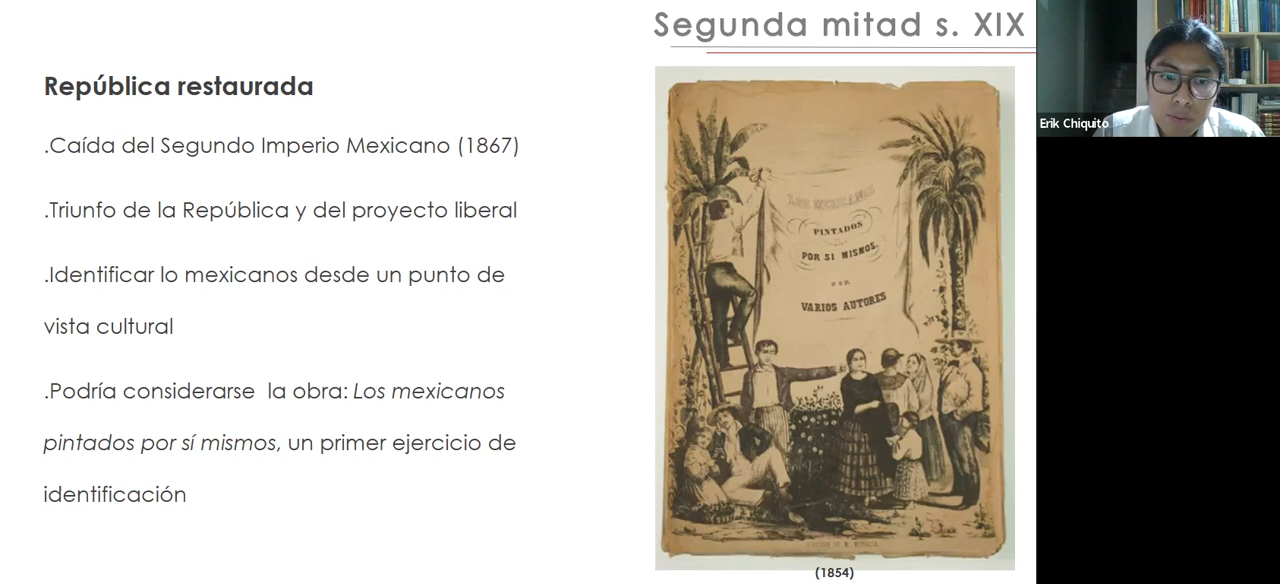 Segunda mitad s. XIX
República restaurada
.Caída del Segundo Imperio Mexicano (1867)
.Triunfo de la República y del proyecto liberal
.Identificar lo mexicanos desde un punto de
vista cultural
.Podría considerarse  la obra: Los mexicanos
pintados por sí mismos, un primer ejercicio de
identificación
LOS MEXICANOS
PINTADOS
POR SI MISMOS.
POR
VARIOS AUTORES
(1854)
Erik Chiquito